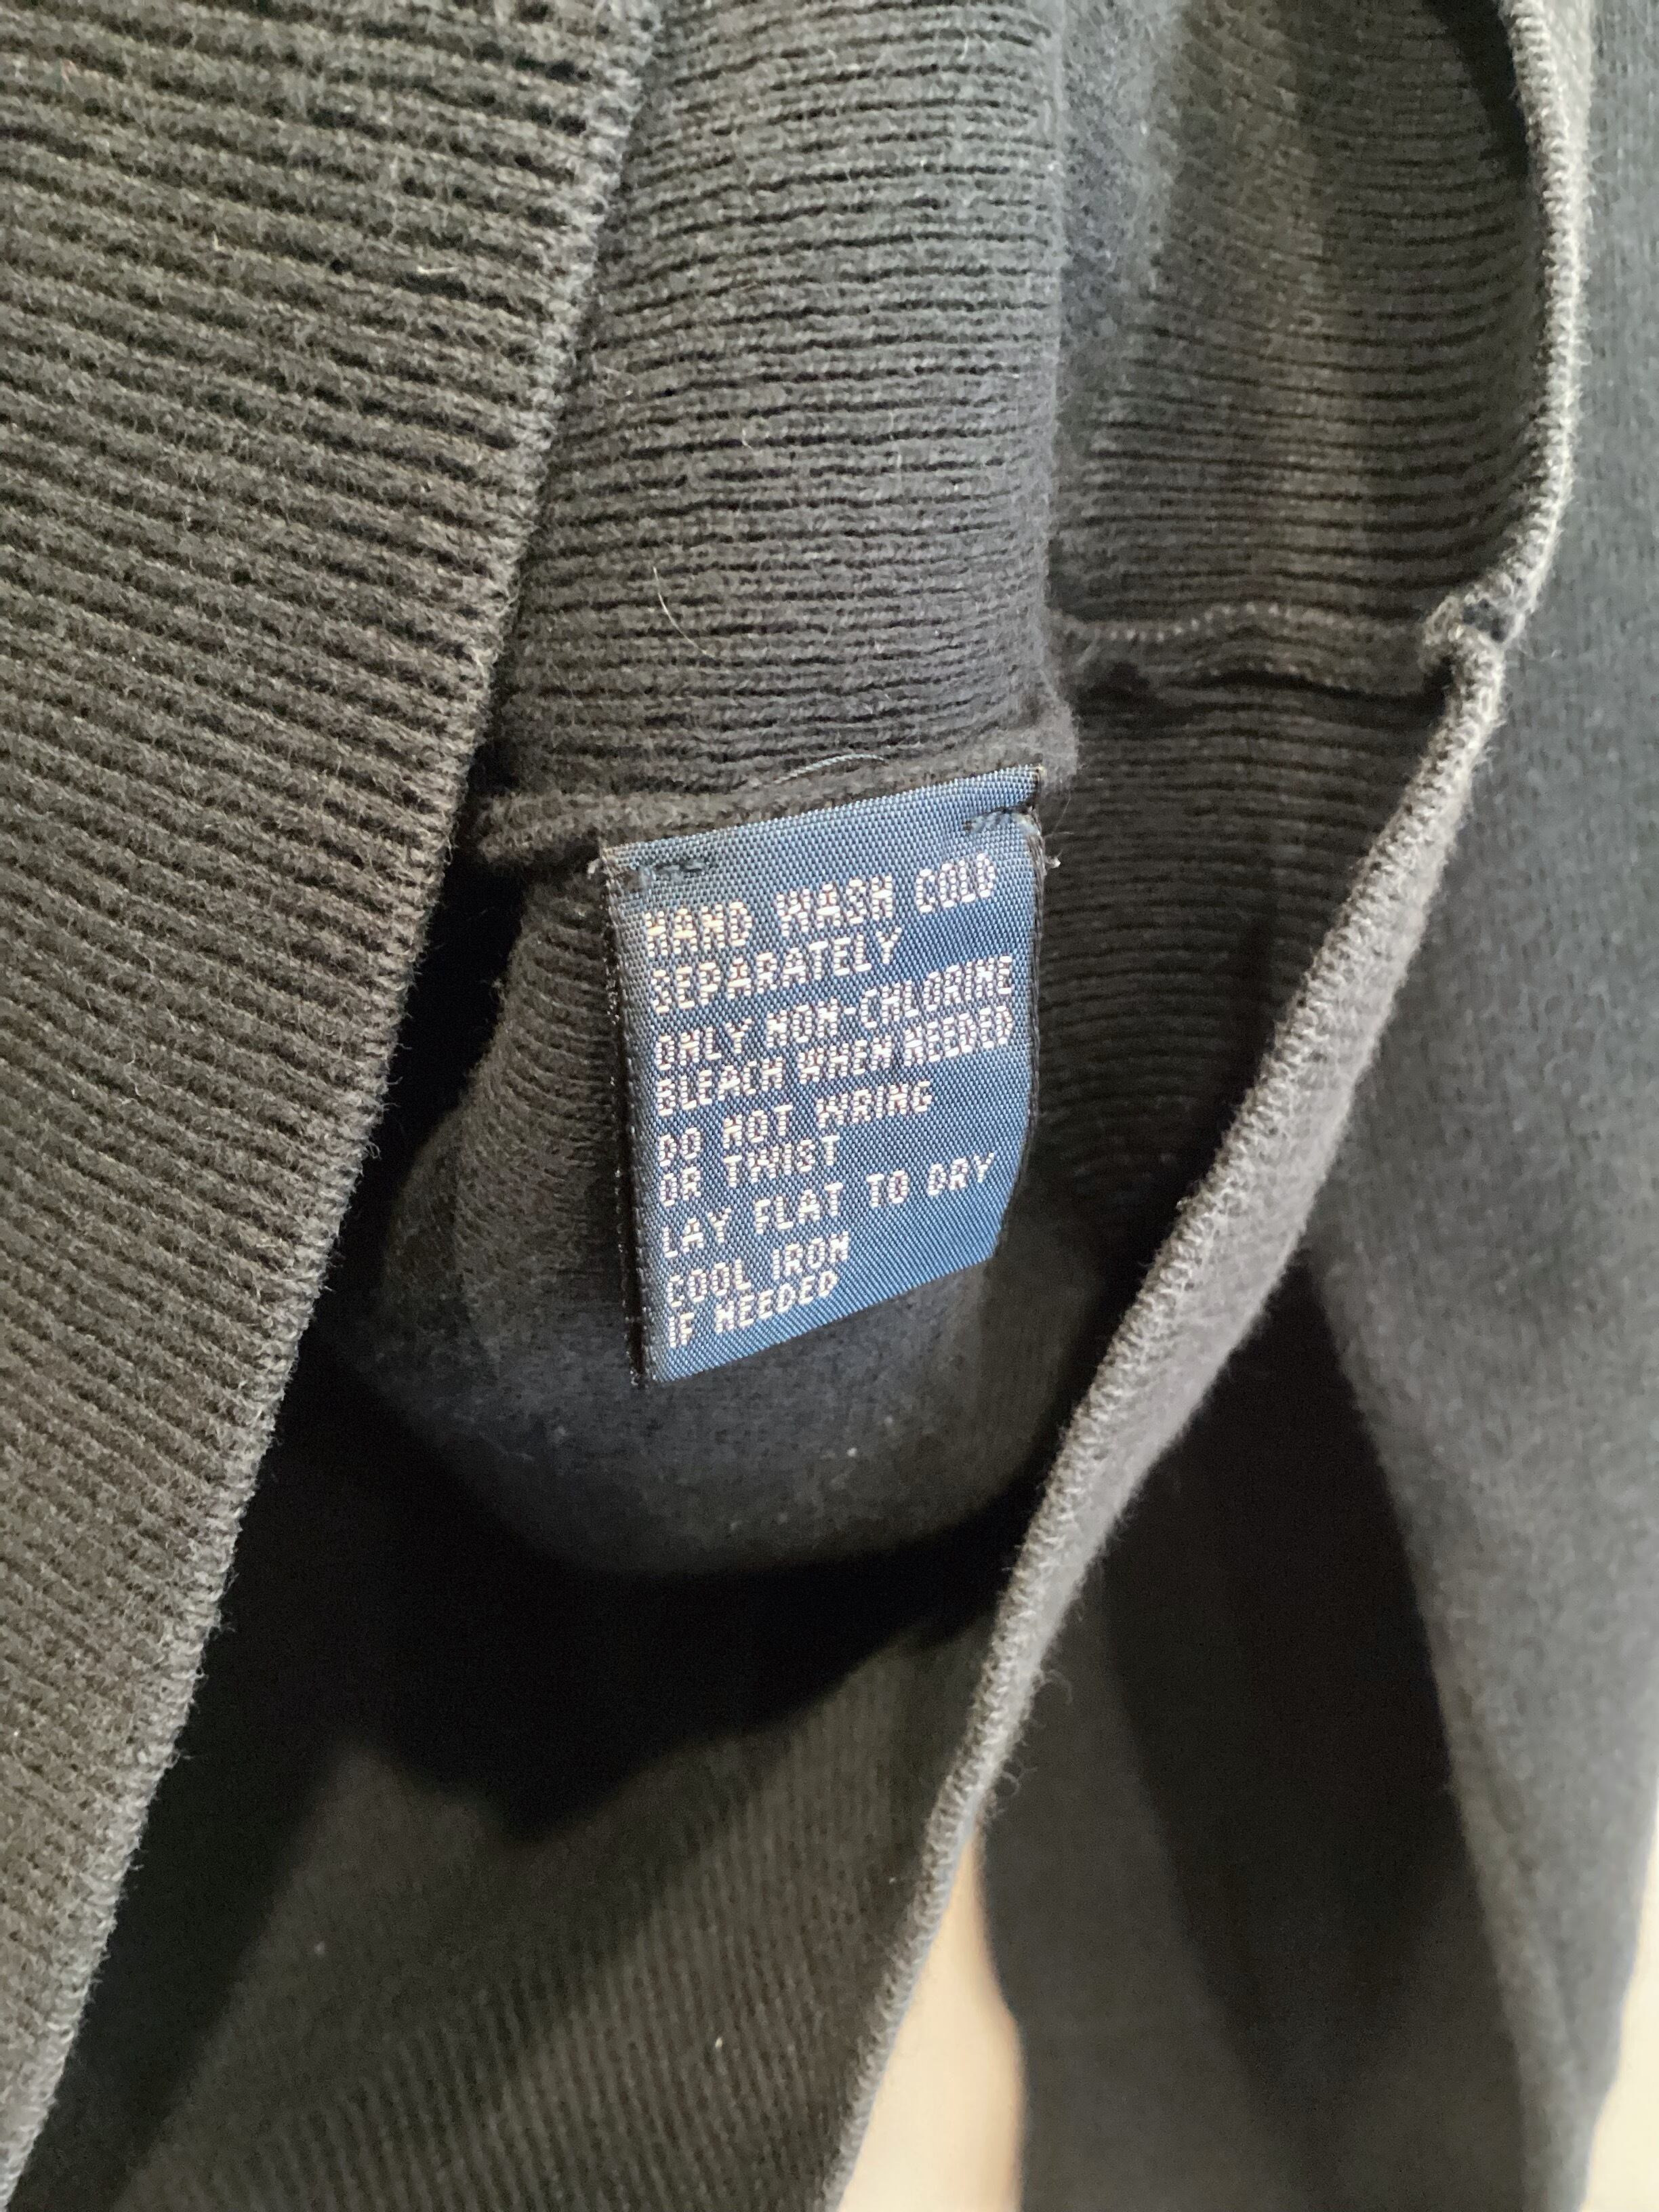 HAND WASH COLD
SEPARATELY
ONLY NON-CHLORINE
BLEACH WHEN NEEDED
DO NOT WRING
OR TWIST
LAY FLAT TO DRY
COOL IRON
IF NEEDED